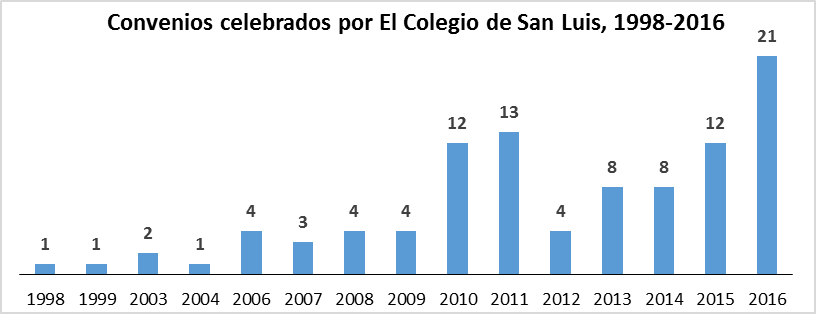 Convenios celebrados por El Colegio de San Luis, 1998-2016
1 1 2 1 4 3 4 4 12 13 4 8 8 12 21
1998 1999 2003 2004 2006 2007 2008 2009 2010 2011 2012 2013 2014 2015 2016